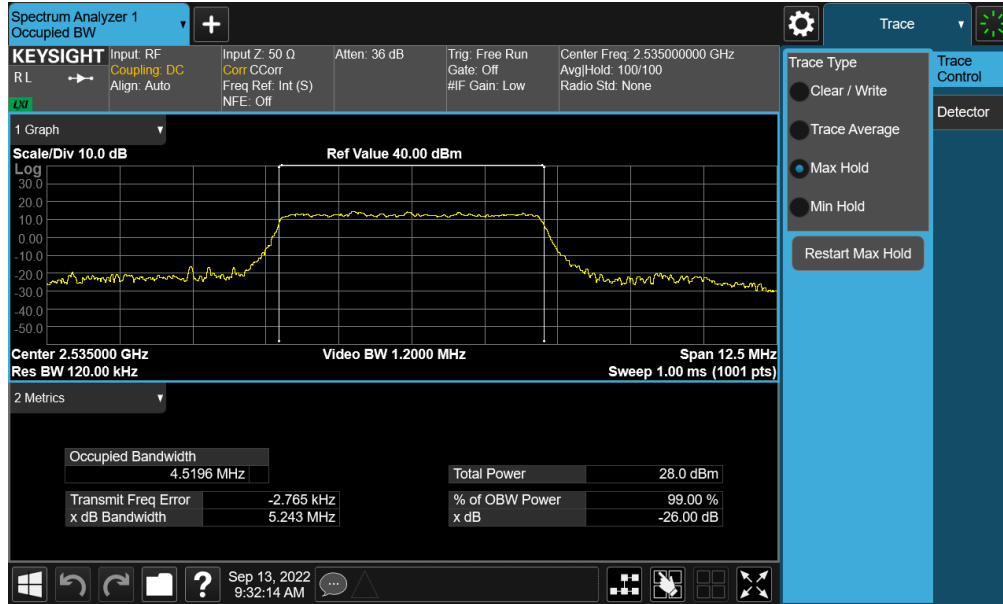 Spectrum Analyzer 1
Occupied BW
+
Trace
KEYSIGHT
R L
LXI
Input: RF
Coupling: DC
Align: Auto
Input Z: 50 Ω
Corr CCorr
Freq Ref: Int (S)
NFE: Off
Atten: 36 dB
Trig: Free Run
Gate: Off
#IF Gain: Low
Center Freq: 2.535000000 GHz
Avg|Hold: 100/100
Radio Std: None
Trace Type
Clear / Write
Trace Average
Max Hold
Min Hold
Restart Max Hold
Trace
Control
Detector
1 Graph
Scale/Div 10.0 dB
Ref Value 40.00 dBm
Log
30.0
20.0
10.0
0.00
-10.0
-20.0
-30.0
-40.0
-50.0
Center 2.535000 GHz
Video BW 1.2000 MHz
Span 12.5 MHz
Res BW 120.00 kHz
Sweep 1.00 ms (1001 pts)
2 Metrics
Occupied Bandwidth
4.5196 MHz
Total Power 28.0 dBm
Transmit Freq Error -2.765 kHz
% of OBW Power 99.00 %
x dB Bandwidth 5.243 MHz
x dB -26.00 dB
?
Sep 13, 2022
9:32:14 AM